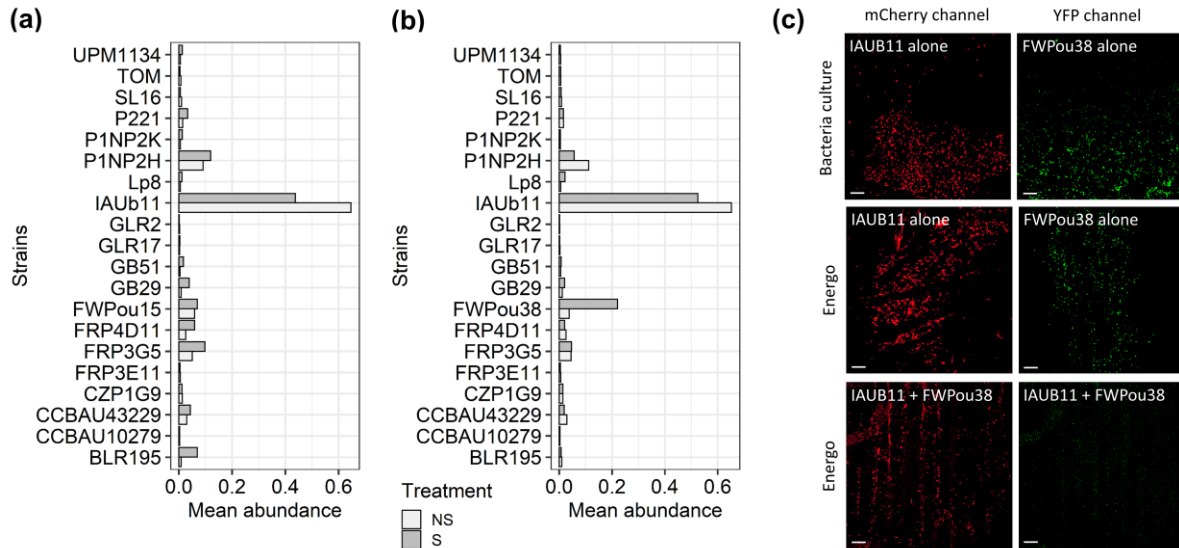 (a)
UPM1134
TOM
SL16
P221
P1NP2K
P1NP2H
Lp8
IAUb11
GLR2
GLR17
GB51
GB29
FWPou15
FRP4D11
FRP3G5
FRP3E11
CZP1G9
CCBAU43229
CCBAU10279
BLR195
Strains
0.0 0.2 0.4 0.6
Mean abundance
(b)
UPM1134
TOM
SL16
P221
P1NP2K
P1NP2H
Lp8
IAUb11
GLR2
GLR17
GB51
GB29
FWPou38
FRP4D11
FRP3G5
FRP3E11
CZP1G9
CCBAU43229
CCBAU10279
BLR195
Strains
0.0 0.2 0.4 0.6
Mean abundance
Treatment
NS
S
(c)
mCherry channel YFP channel
Bacteria culture
IAUB11 alone FWPou38 alone
Energo
IAUB11 alone FWPou38 alone
Energo
IAUB11 + FWPou38 IAUB11 + FWPou38